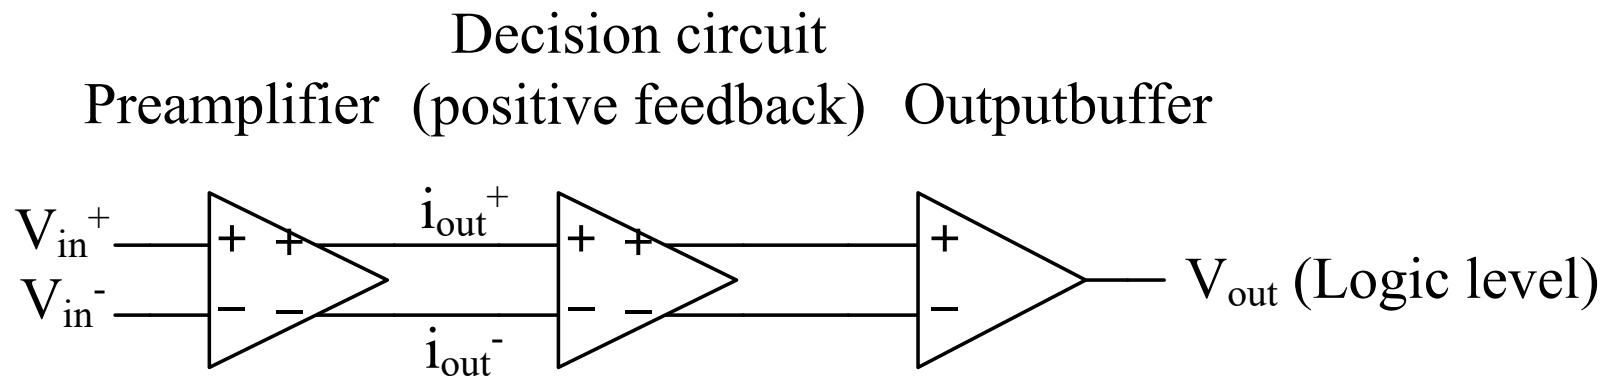 Decision circuit
Preamplifier (positive feedback) Outputbuffer
V_in^+ + + i_out^+ + + +
V_in^- − − i_out^- − − −
V_out (Logic level)